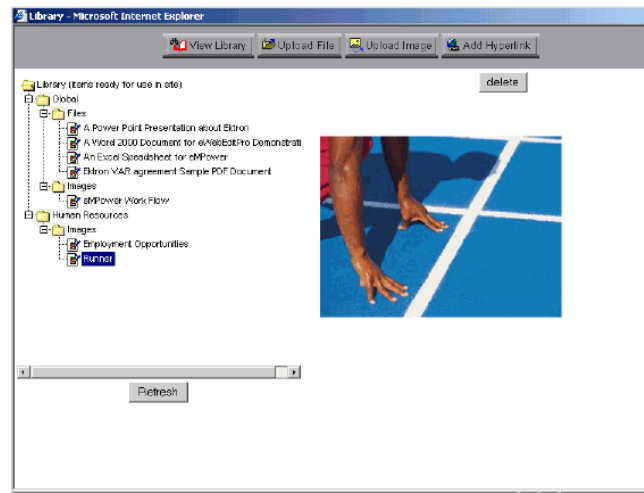 Library - Microsoft Internet Explorer
View Library Upload File Upload Image Add Hyperlink
delete
Library (items ready for use in site)
Global
Files
A Power Point Presentation about Ektron
A Word 2000 Document for eWebEditPro Demonstrati
An Excel Speadsheet for eMPower
Ektron VAR agreement Sample PDF Document
Images
eMPower Work Flow
Human Resources
Images
Employment Opportunities
Runner
Refresh